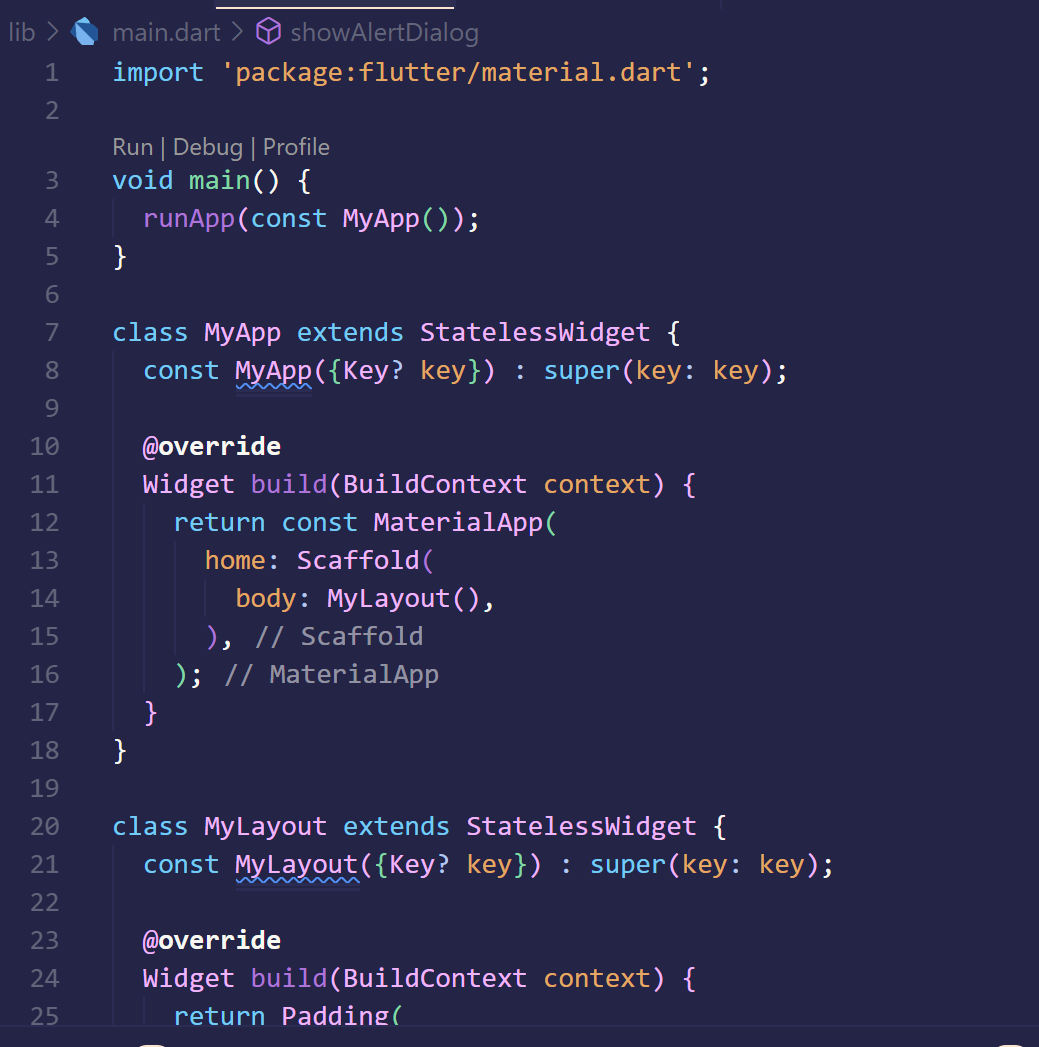 lib > main.dart > showAlertDialog
1 import 'package:flutter/material.dart';
2
Run | Debug | Profile
3 void main() {
4   runApp(const MyApp());
5 }
6
7 class MyApp extends StatelessWidget {
8   const MyApp({Key? key}) : super(key: key);
9
10   @override
11   Widget build(BuildContext context) {
12     return const MaterialApp(
13       home: Scaffold(
14         body: MyLayout(),
15       ), // Scaffold
16     ); // MaterialApp
17   }
18 }
19
20 class MyLayout extends StatelessWidget {
21   const MyLayout({Key? key}) : super(key: key);
22
23   @override
24   Widget build(BuildContext context) {
25     return Padding(